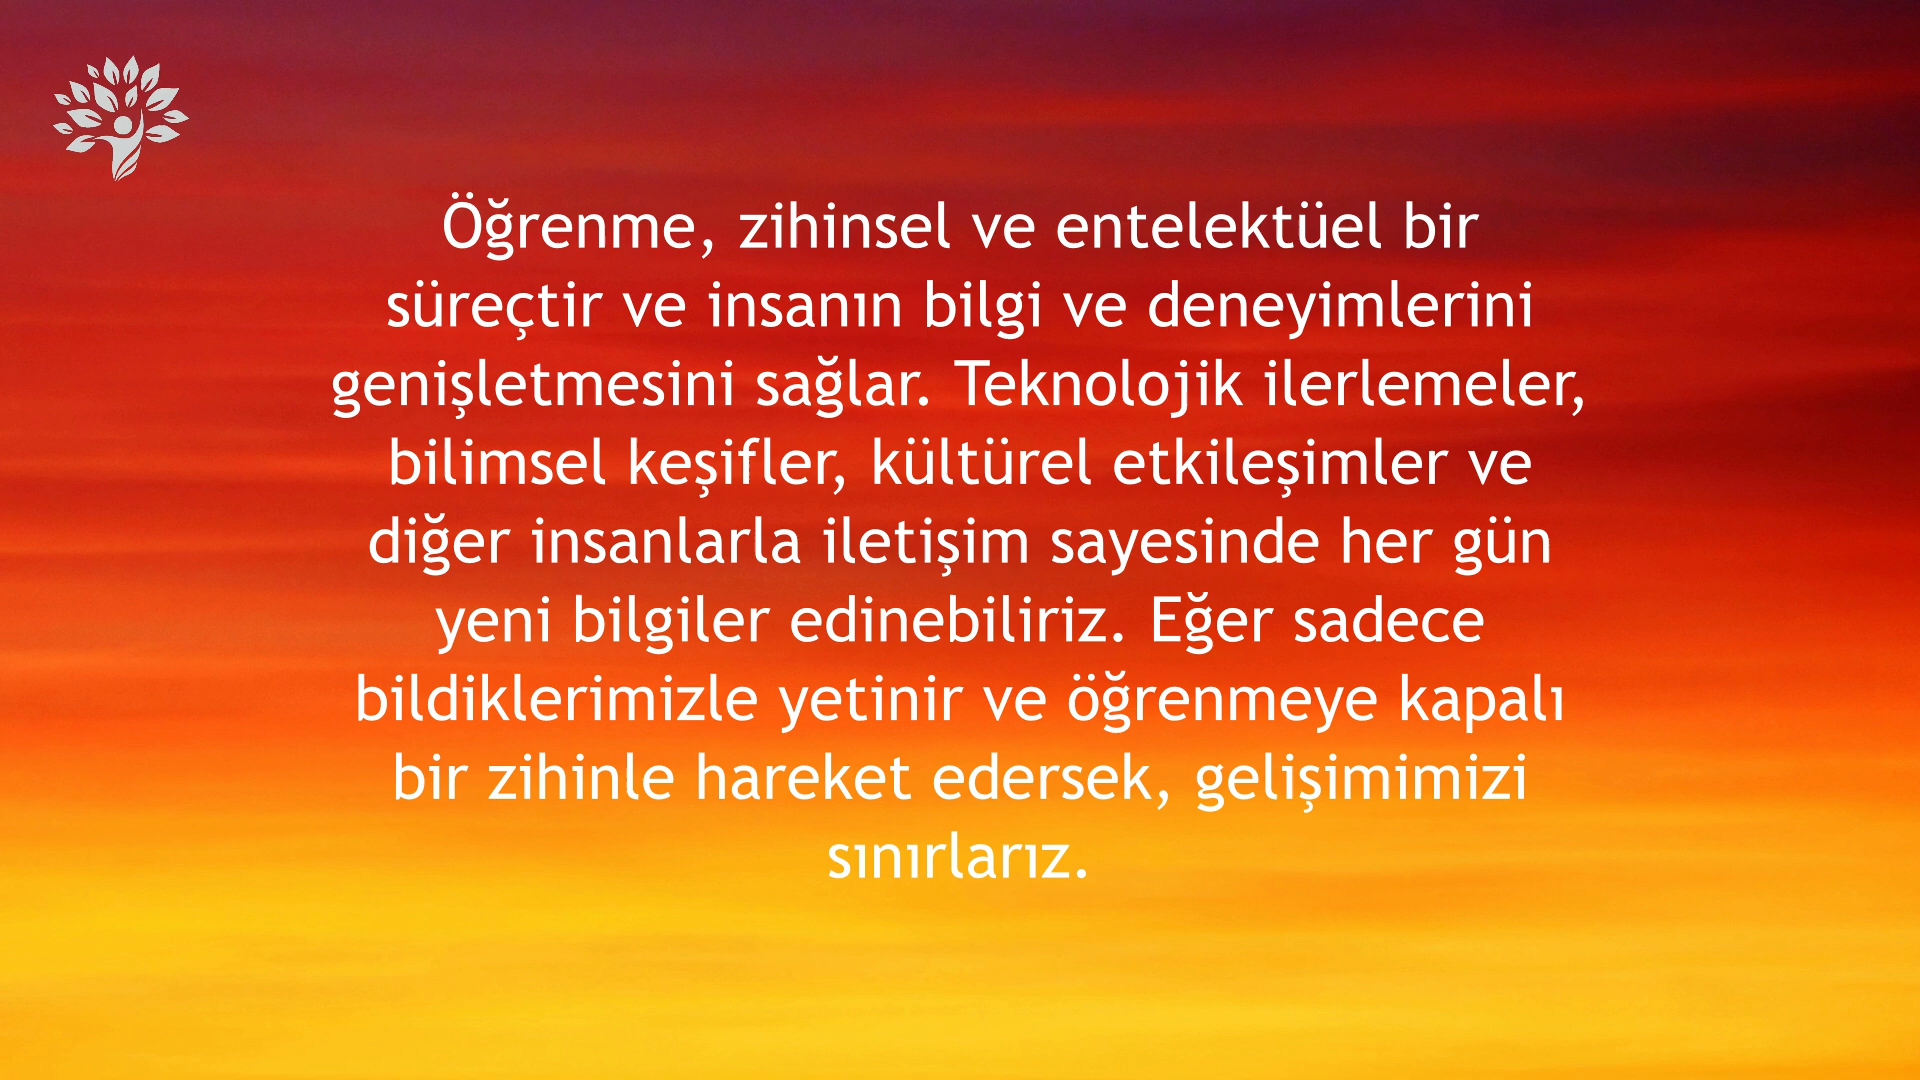 Öğrenme, zihinsel ve entelektüel bir
süreçtir ve insanın bilgi ve deneyimlerini
genişletmesini sağlar. Teknolojik ilerlemeler,
bilimsel keşifler, kültürel etkileşimler ve
diğer insanlarla iletişim sayesinde her gün
yeni bilgiler edinebiliriz. Eğer sadece
bildiklerimizle yetinir ve öğrenmeye kapalı
bir zihinle hareket edersek, gelişimimizi
sınırlarız.